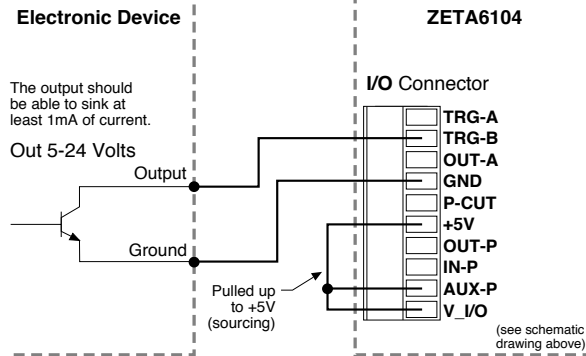 Electronic Device
ZETA6104
The output should
be able to sink at
least 1mA of current.
Out 5-24 Volts
Output
Ground
Pulled up
to +5V
(sourcing)
I/O Connector
TRG-A
TRG-B
OUT-A
GND
P-CUT
+5V
OUT-P
IN-P
AUX-P
V_I/O
(see schematic
drawing above)